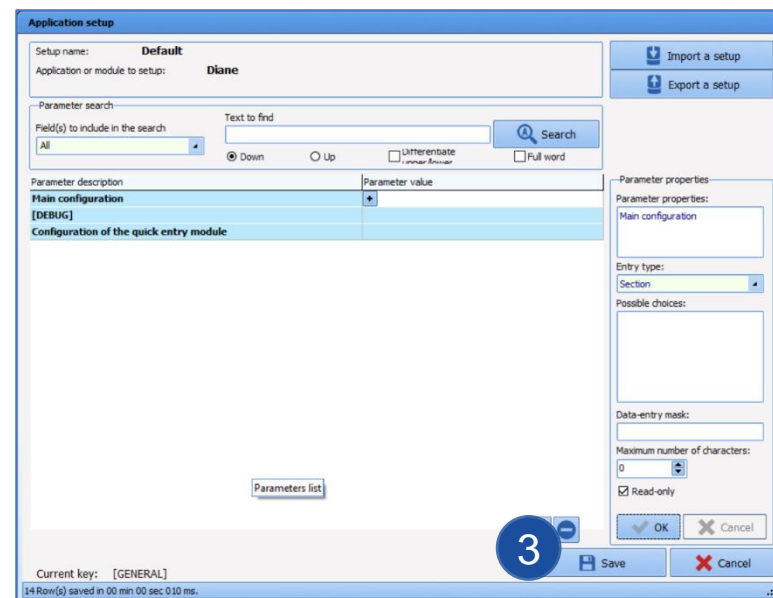 Application setup
Setup name: Default
Application or module to setup: Diane
Import a setup
Export a setup
Parameter search
Field(s) to include in the search
All
Text to find
Search
Down
Up
Differentiate
Full word
Parameter description
Parameter value
Main configuration
+
[DEBUG]
Configuration of the quick entry module
Parameters list
Parameter properties
Parameter properties:
Main configuration
Entry type:
Section
Possible choices:
Data-entry mask:
Maximum number of characters:
0
Read-only
OK
Cancel
3
Save
Cancel
Current key: [GENERAL]
14 Row(s) saved in 00 min 00 sec 010 ms.